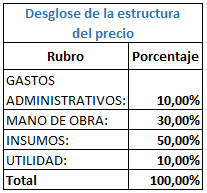 Desglose de la estructura
del precio
Rubro Porcentaje
GASTOS
ADMINISTRATIVOS: 10,00%
MANO DE OBRA: 30,00%
INSUMOS: 50,00%
UTILIDAD: 10,00%
Total 100,00%